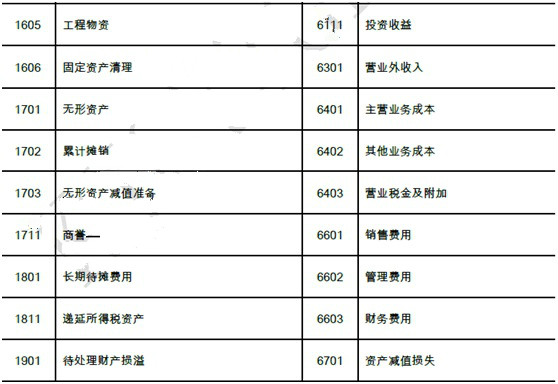 1605 工程物资 6111 投资收益
1606 固定资产清理 6301 营业外收入
1701 无形资产 6401 主营业务成本
1702 累计摊销 6402 其他业务成本
1703 无形资产减值准备 6403 营业税金及附加
1711 商誉— 6601 销售费用
1801 长期待摊费用 6602 管理费用
1811 递延所得税资产 6603 财务费用
1901 待处理财产损溢 6701 资产减值损失